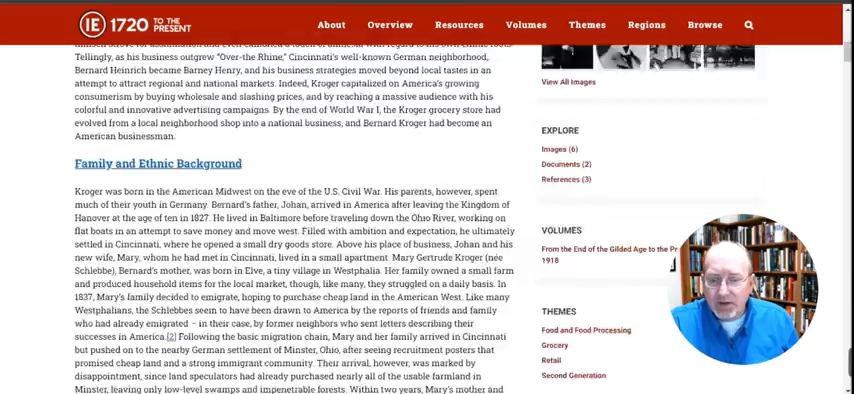 IE 1720 TO THE PRESENT
About Overview Resources Volumes Themes Regions Browse
Tellingly, as his business outgrew "Over-the Rhine," Cincinnati's well-known German neighborhood,
Bernard Heinrich became Barney Henry, and his business strategies moved beyond local tastes in an
attempt to attract regional and national markets. Indeed, Kroger capitalized on America's growing
consumerism by buying wholesale and slashing prices, and by reaching a massive audience with his
colorful and innovative advertising campaigns. By the end of World War I, the Kroger grocery store had
evolved from a local neighborhood shop into a national business, and Bernard Kroger had become an
American businessman.
Family and Ethnic Background
Kroger was born in the American Midwest on the eve of the U.S. Civil War. His parents, however, spent
much of their youth in Germany. Bernard's father, Johan, arrived in America after leaving the Kingdom of
Hanover at the age of ten in 1827. He lived in Baltimore before traveling down the Ohio River, working on
flat boats in an attempt to save money and move west. Filled with ambition and expectation, he ultimately
settled in Cincinnati, where he opened a small dry goods store. Above his place of business, Johan and his
new wife, Mary, whom he had met in Cincinnati, lived in a small apartment. Mary Gertrude Kroger (née
Schlebbe), Bernard's mother, was born in Elve, a tiny village in Westphalia. Her family owned a small farm
and produced household items for the local market, though, like many, they struggled on a daily basis. In
1837, Mary's family decided to emigrate, hoping to purchase cheap land in the American West. Like many
Westphalians, the Schlebbes seem to have been drawn to America by the reports of friends and family
who had already emigrated – in their case, by former neighbors who sent letters describing their
successes in America.[2] Following the basic migration chain, Mary and her family arrived in Cincinnati
but pushed on to the nearby German settlement of Minster, Ohio, after seeing recruitment posters that
promised cheap land and a strong immigrant community. Their arrival, however, was marked by
disappointment, since land speculators had already purchased nearly all of the usable farmland in
Minster, leaving only low-level swamps and impenetrable forests. Within two years, Mary's mother and
View All Images
EXPLORE
Images (6)
Documents (2)
References (3)
VOLUMES
From the End of the Gilded Age to the Pr
1918
THEMES
Food and Food Processing
Grocery
Retail
Second Generation